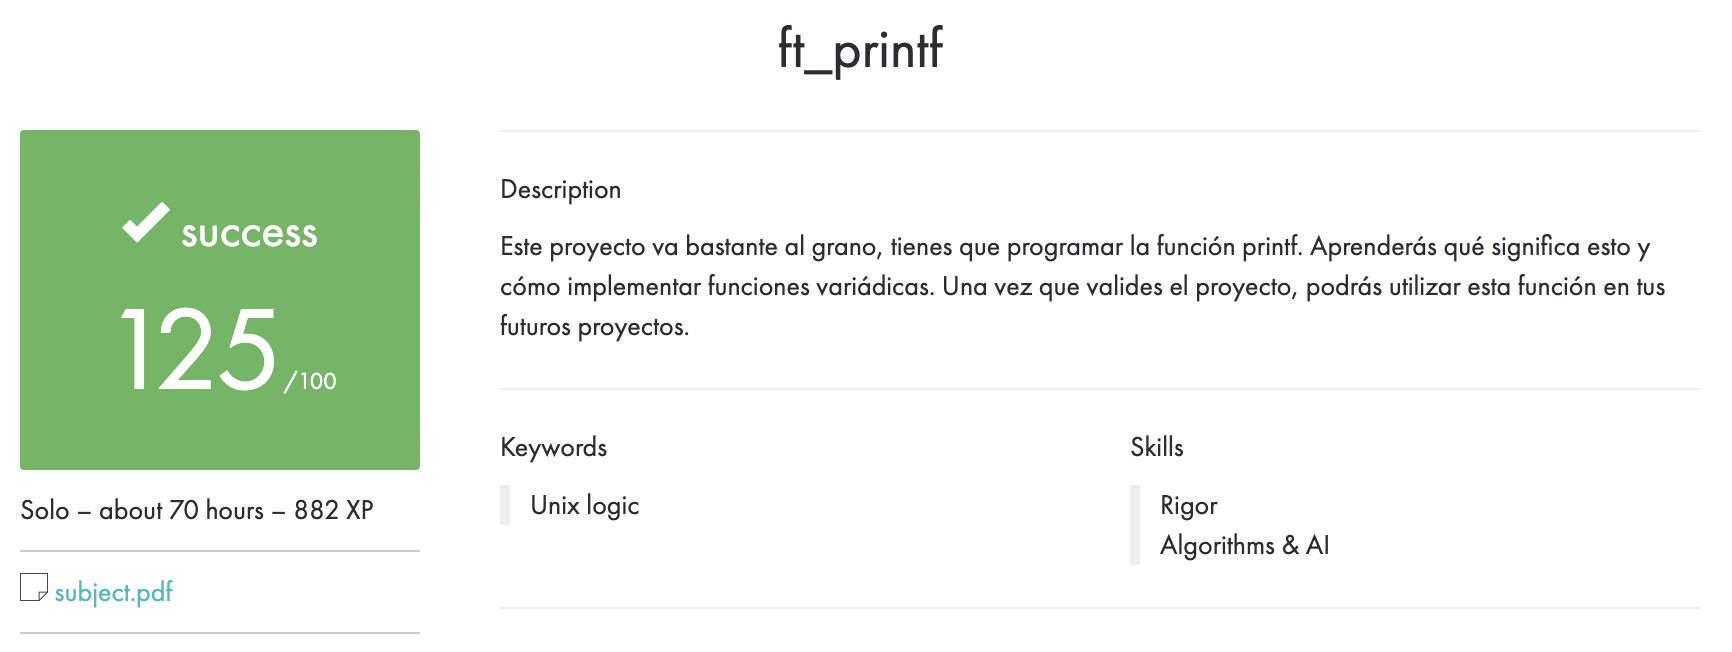 ft_printf
success
125/100
Solo – about 70 hours – 882 XP
subject.pdf
Description
Este proyecto va bastante al grano, tienes que programar la función printf. Aprenderás qué significa esto y
cómo implementar funciones variádicas. Una vez que valides el proyecto, podrás utilizar esta función en tus
futuros proyectos.
Keywords
Unix logic
Skills
Rigor
Algorithms & AI